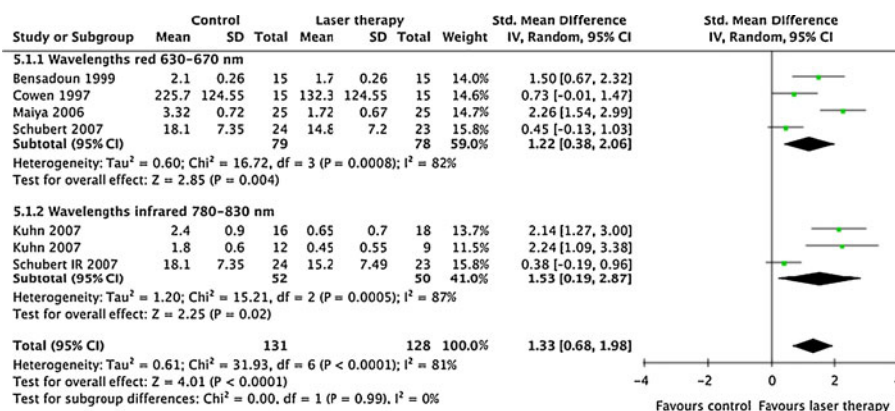 Control Laser therapy Std. Mean Difference Std. Mean Difference
Study or Subgroup Mean SD Total Mean SD Total Weight IV, Random, 95% CI IV, Random, 95% CI
5.1.1 Wavelengths red 630-670 nm
Bensadoun 1999 2.1 0.26 15 1.7 0.26 15 14.0% 1.50 [0.67, 2.32]
Cowen 1997 225.7 124.55 15 132.3 124.55 15 14.6% 0.73 [-0.01, 1.47]
Maiya 2006 3.32 0.72 25 1.72 0.67 25 14.7% 2.26 [1.54, 2.99]
Schubert 2007 18.1 7.35 24 14.8 7.2 23 15.8% 0.45 [-0.13, 1.03]
Subtotal (95% CI) 79 78 59.0% 1.22 [0.38, 2.06]
Heterogeneity: Tau² = 0.60; Chi² = 16.72, df = 3 (P = 0.0008); I² = 82%
Test for overall effect: Z = 2.85 (P = 0.004)
5.1.2 Wavelengths infrared 780-830 nm
Kuhn 2007 2.4 0.9 16 0.65 0.7 18 13.7% 2.14 [1.27, 3.00]
Kuhn 2007 1.8 0.6 12 0.45 0.55 9 11.5% 2.24 [1.09, 3.38]
Schubert IR 2007 18.1 7.35 24 15.2 7.49 23 15.8% 0.38 [-0.19, 0.96]
Subtotal (95% CI) 52 50 41.0% 1.53 [0.19, 2.87]
Heterogeneity: Tau² = 1.20; Chi² = 15.21, df = 2 (P = 0.0005); I² = 87%
Test for overall effect: Z = 2.25 (P = 0.02)
Total (95% CI) 131 128 100.0% 1.33 [0.68, 1.98]
Heterogeneity: Tau² = 0.61; Chi² = 31.93, df = 6 (P < 0.0001); I² = 81%
Test for overall effect: Z = 4.01 (P < 0.0001)
Test for subgroup differences: Chi² = 0.00, df = 1 (P = 0.99), I² = 0%
-4 -2 0 2 4
Favours control Favours laser therapy